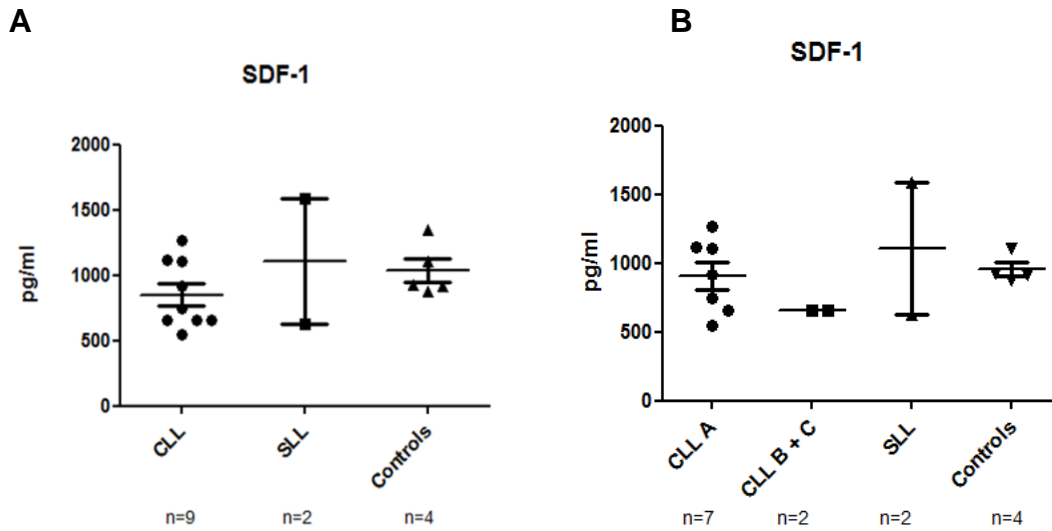 A
SDF-1
pg/ml
2000
1500
1000
500
0
CLL
SLL
Controls
n=9
n=2
n=4
B
SDF-1
pg/ml
2000
1500
1000
500
0
CLL A
CLL B + C
SLL
Controls
n=7
n=2
n=2
n=4